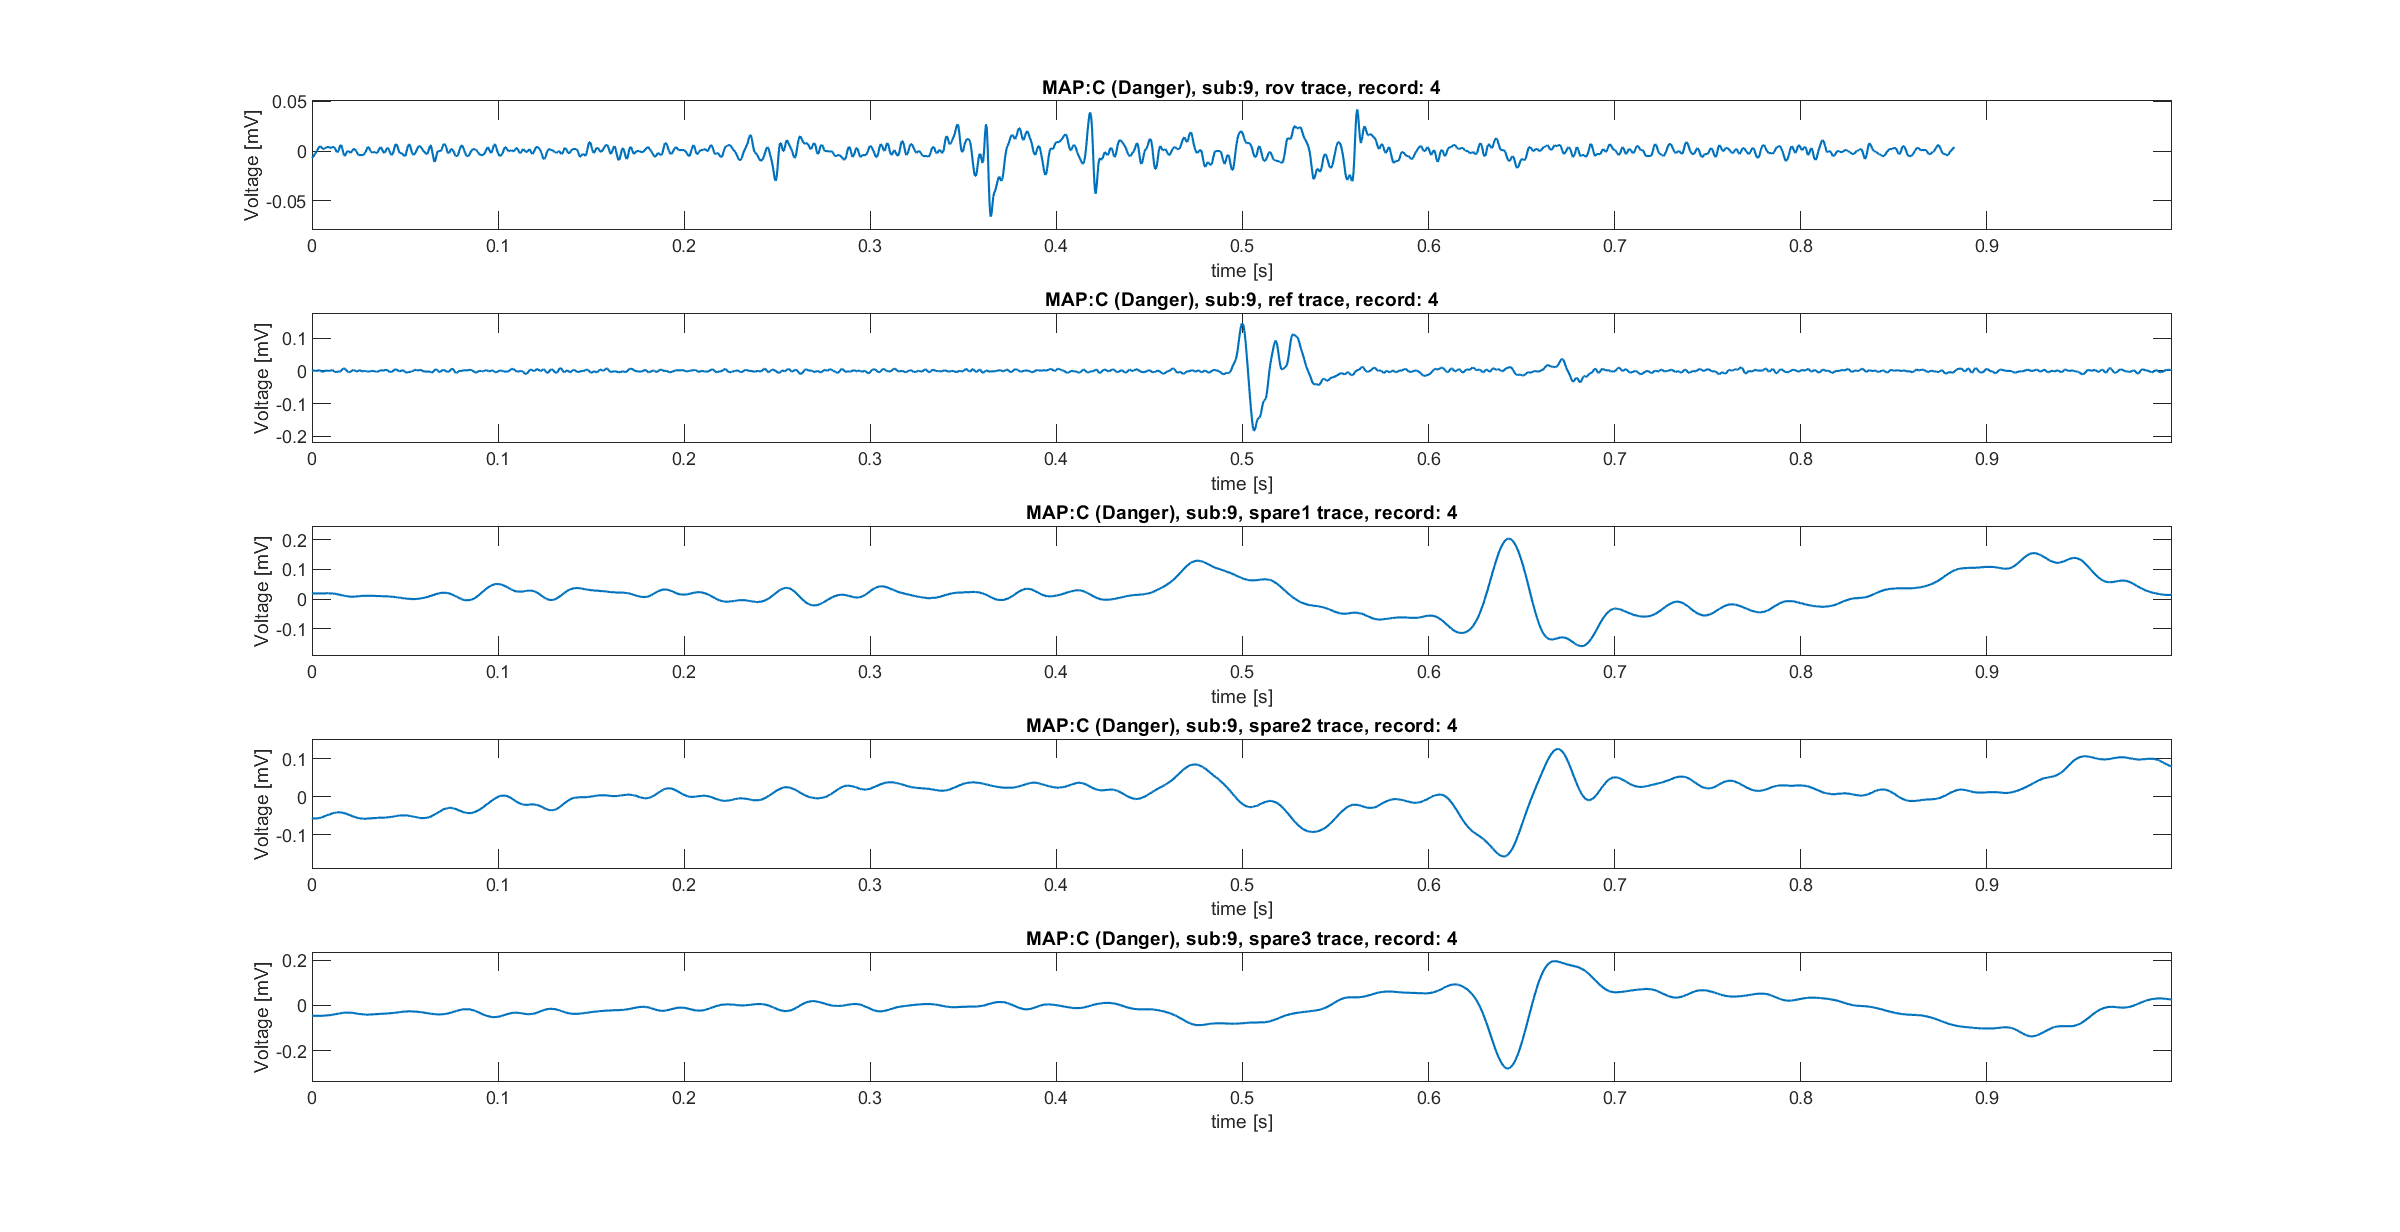 MAP:C (Danger), sub:9, rov trace, record: 4
Voltage [mV]
0.05
0
-0.05
0 0.1 0.2 0.3 0.4 0.5 0.6 0.7 0.8 0.9
time [s]
MAP:C (Danger), sub:9, ref trace, record: 4
Voltage [mV]
0.1
0
-0.1
-0.2
0 0.1 0.2 0.3 0.4 0.5 0.6 0.7 0.8 0.9
time [s]
MAP:C (Danger), sub:9, spare1 trace, record: 4
Voltage [mV]
0.2
0.1
0
-0.1
0 0.1 0.2 0.3 0.4 0.5 0.6 0.7 0.8 0.9
time [s]
MAP:C (Danger), sub:9, spare2 trace, record: 4
Voltage [mV]
0.1
0
-0.1
0 0.1 0.2 0.3 0.4 0.5 0.6 0.7 0.8 0.9
time [s]
MAP:C (Danger), sub:9, spare3 trace, record: 4
Voltage [mV]
0.2
0
-0.2
0 0.1 0.2 0.3 0.4 0.5 0.6 0.7 0.8 0.9
time [s]